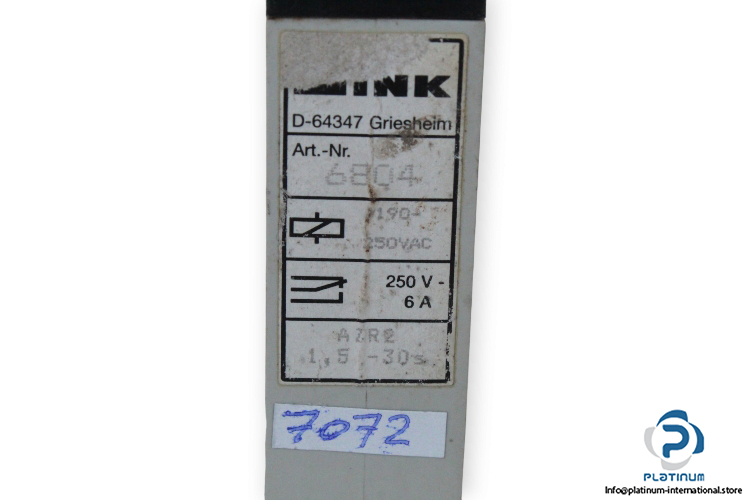 INK
D-64347 Griesheim
Art.-Nr.
6804
190-
250VAC
250 V -
6 A
AZR2
1,5 -30s
7072
PLATINUM
Info@platinum-international.store